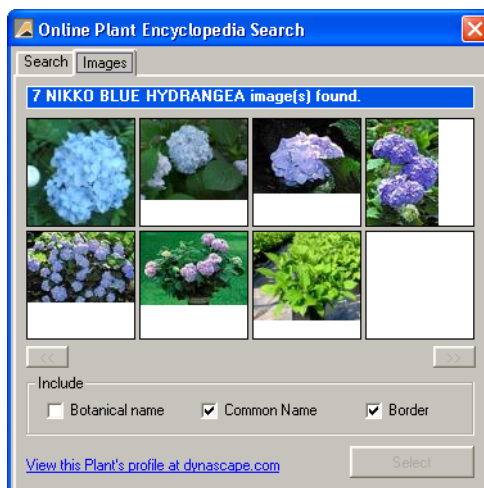 Online Plant Encyclopedia Search
Search Images
7 NIKKO BLUE HYDRANGEA image(s) found.
<< >>
Include
Botanical name Common Name Border
View this Plant's profile at dynascape.com Select